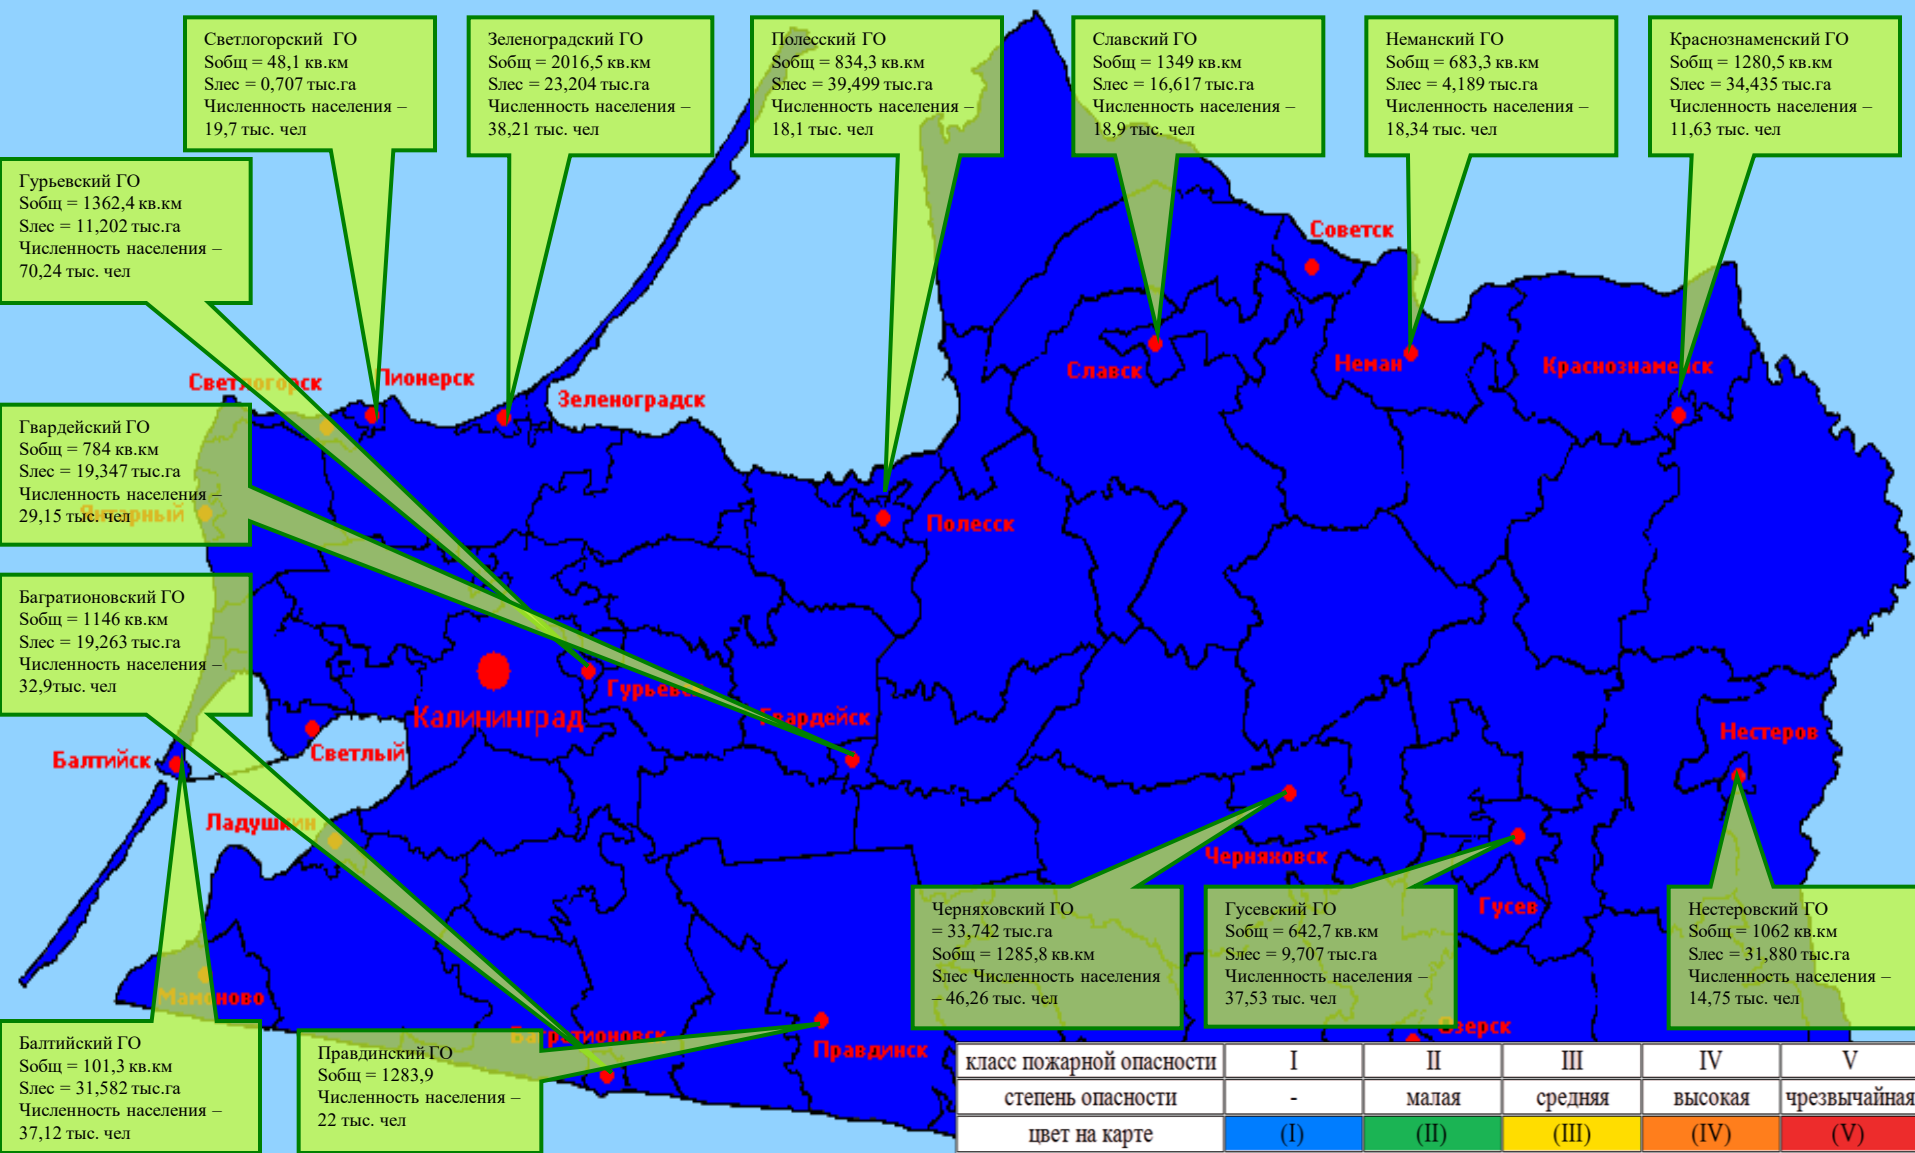 Светлогорский ГО
Sобщ = 48,1 кв.км
Sлес = 0,707 тыс.га
Численность населения –
19,7 тыс. чел
Зеленоградский ГО
Sобщ = 2016,5 кв.км
Sлес = 23,204 тыс.га
Численность населения –
38,21 тыс. чел
Полесский ГО
Sобщ = 834,3 кв.км
Sлес = 39,499 тыс.га
Численность населения –
18,1 тыс. чел
Славский ГО
Sобщ = 1349 кв.км
Sлес = 16,617 тыс.га
Численность населения –
18,9 тыс. чел
Неманский ГО
Sобщ = 683,3 кв.км
Sлес = 4,189 тыс.га
Численность населения –
18,34 тыс. чел
Краснознаменский ГО
Sобщ = 1280,5 кв.км
Sлес = 34,435 тыс.га
Численность населения –
11,63 тыс. чел
Гурьевский ГО
Sобщ = 1362,4 кв.км
Sлес = 11,202 тыс.га
Численность населения –
70,24 тыс. чел
Советск
Славск
Неман
Краснознаменск
Светлогорск
Пионерск
Зеленоградск
Гвардейский ГО
Sобщ = 784 кв.км
Sлес = 19,347 тыс.га
Численность населения –
29,15 тыс. чел
Янтарный
Полесск
Багратионовский ГО
Sобщ = 1146 кв.км
Sлес = 19,263 тыс.га
Численность населения –
32,9тыс. чел
Гурьевск
Калининград
Гвардейск
Нестеров
Светлый
Балтийск
Ладушкин
Черняховск
Гусев
Черняховский ГО
= 33,742 тыс.га
Sобщ = 1285,8 кв.км
Sлес Численность населения
– 46,26 тыс. чел
Гусевский ГО
Sобщ = 642,7 кв.км
Sлес = 9,707 тыс.га
Численность населения –
37,53 тыс. чел
Нестеровский ГО
Sобщ = 1062 кв.км
Sлес = 31,880 тыс.га
Численность населения –
14,75 тыс. чел
Мамоново
Багратионовск
Правдинск
Озерск
Балтийский ГО
Sобщ = 101,3 кв.км
Sлес = 31,582 тыс.га
Численность населения –
37,12 тыс. чел
Правдинский ГО
Sобщ = 1283,9
Численность населения –
22 тыс. чел
класс пожарной опасности I II III IV V
степень опасности - малая средняя высокая чрезвычайная
цвет на карте (I) (II) (III) (IV) (V)